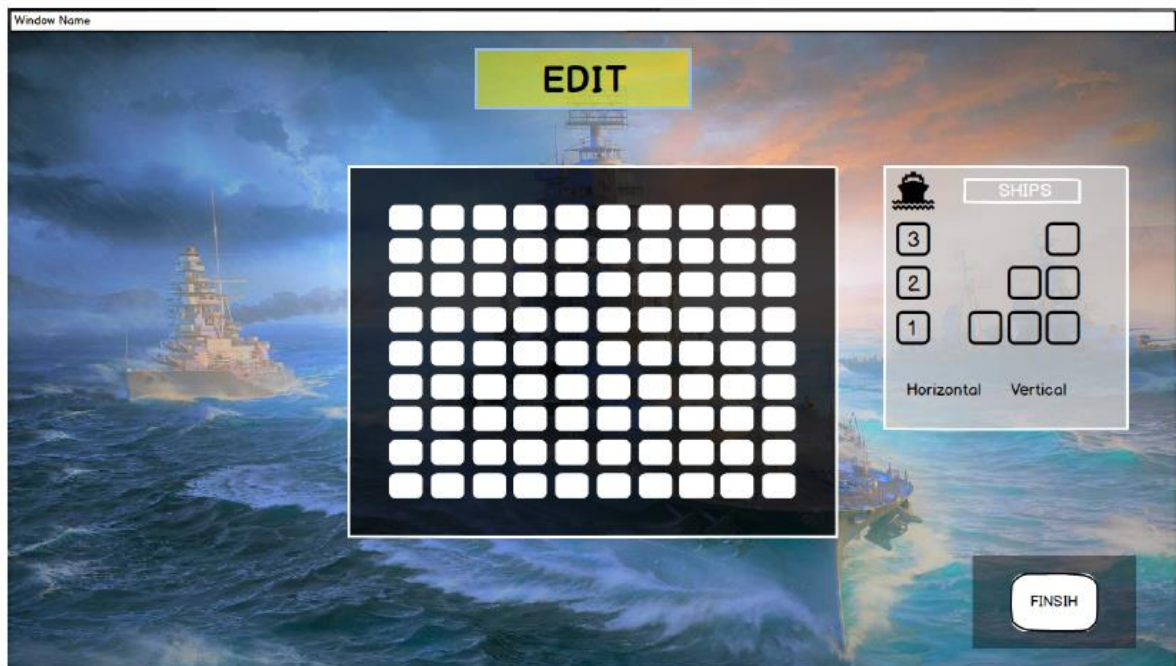 Window Name
EDIT
SHIPS
3
2
1
Horizontal Vertical
FINSIH